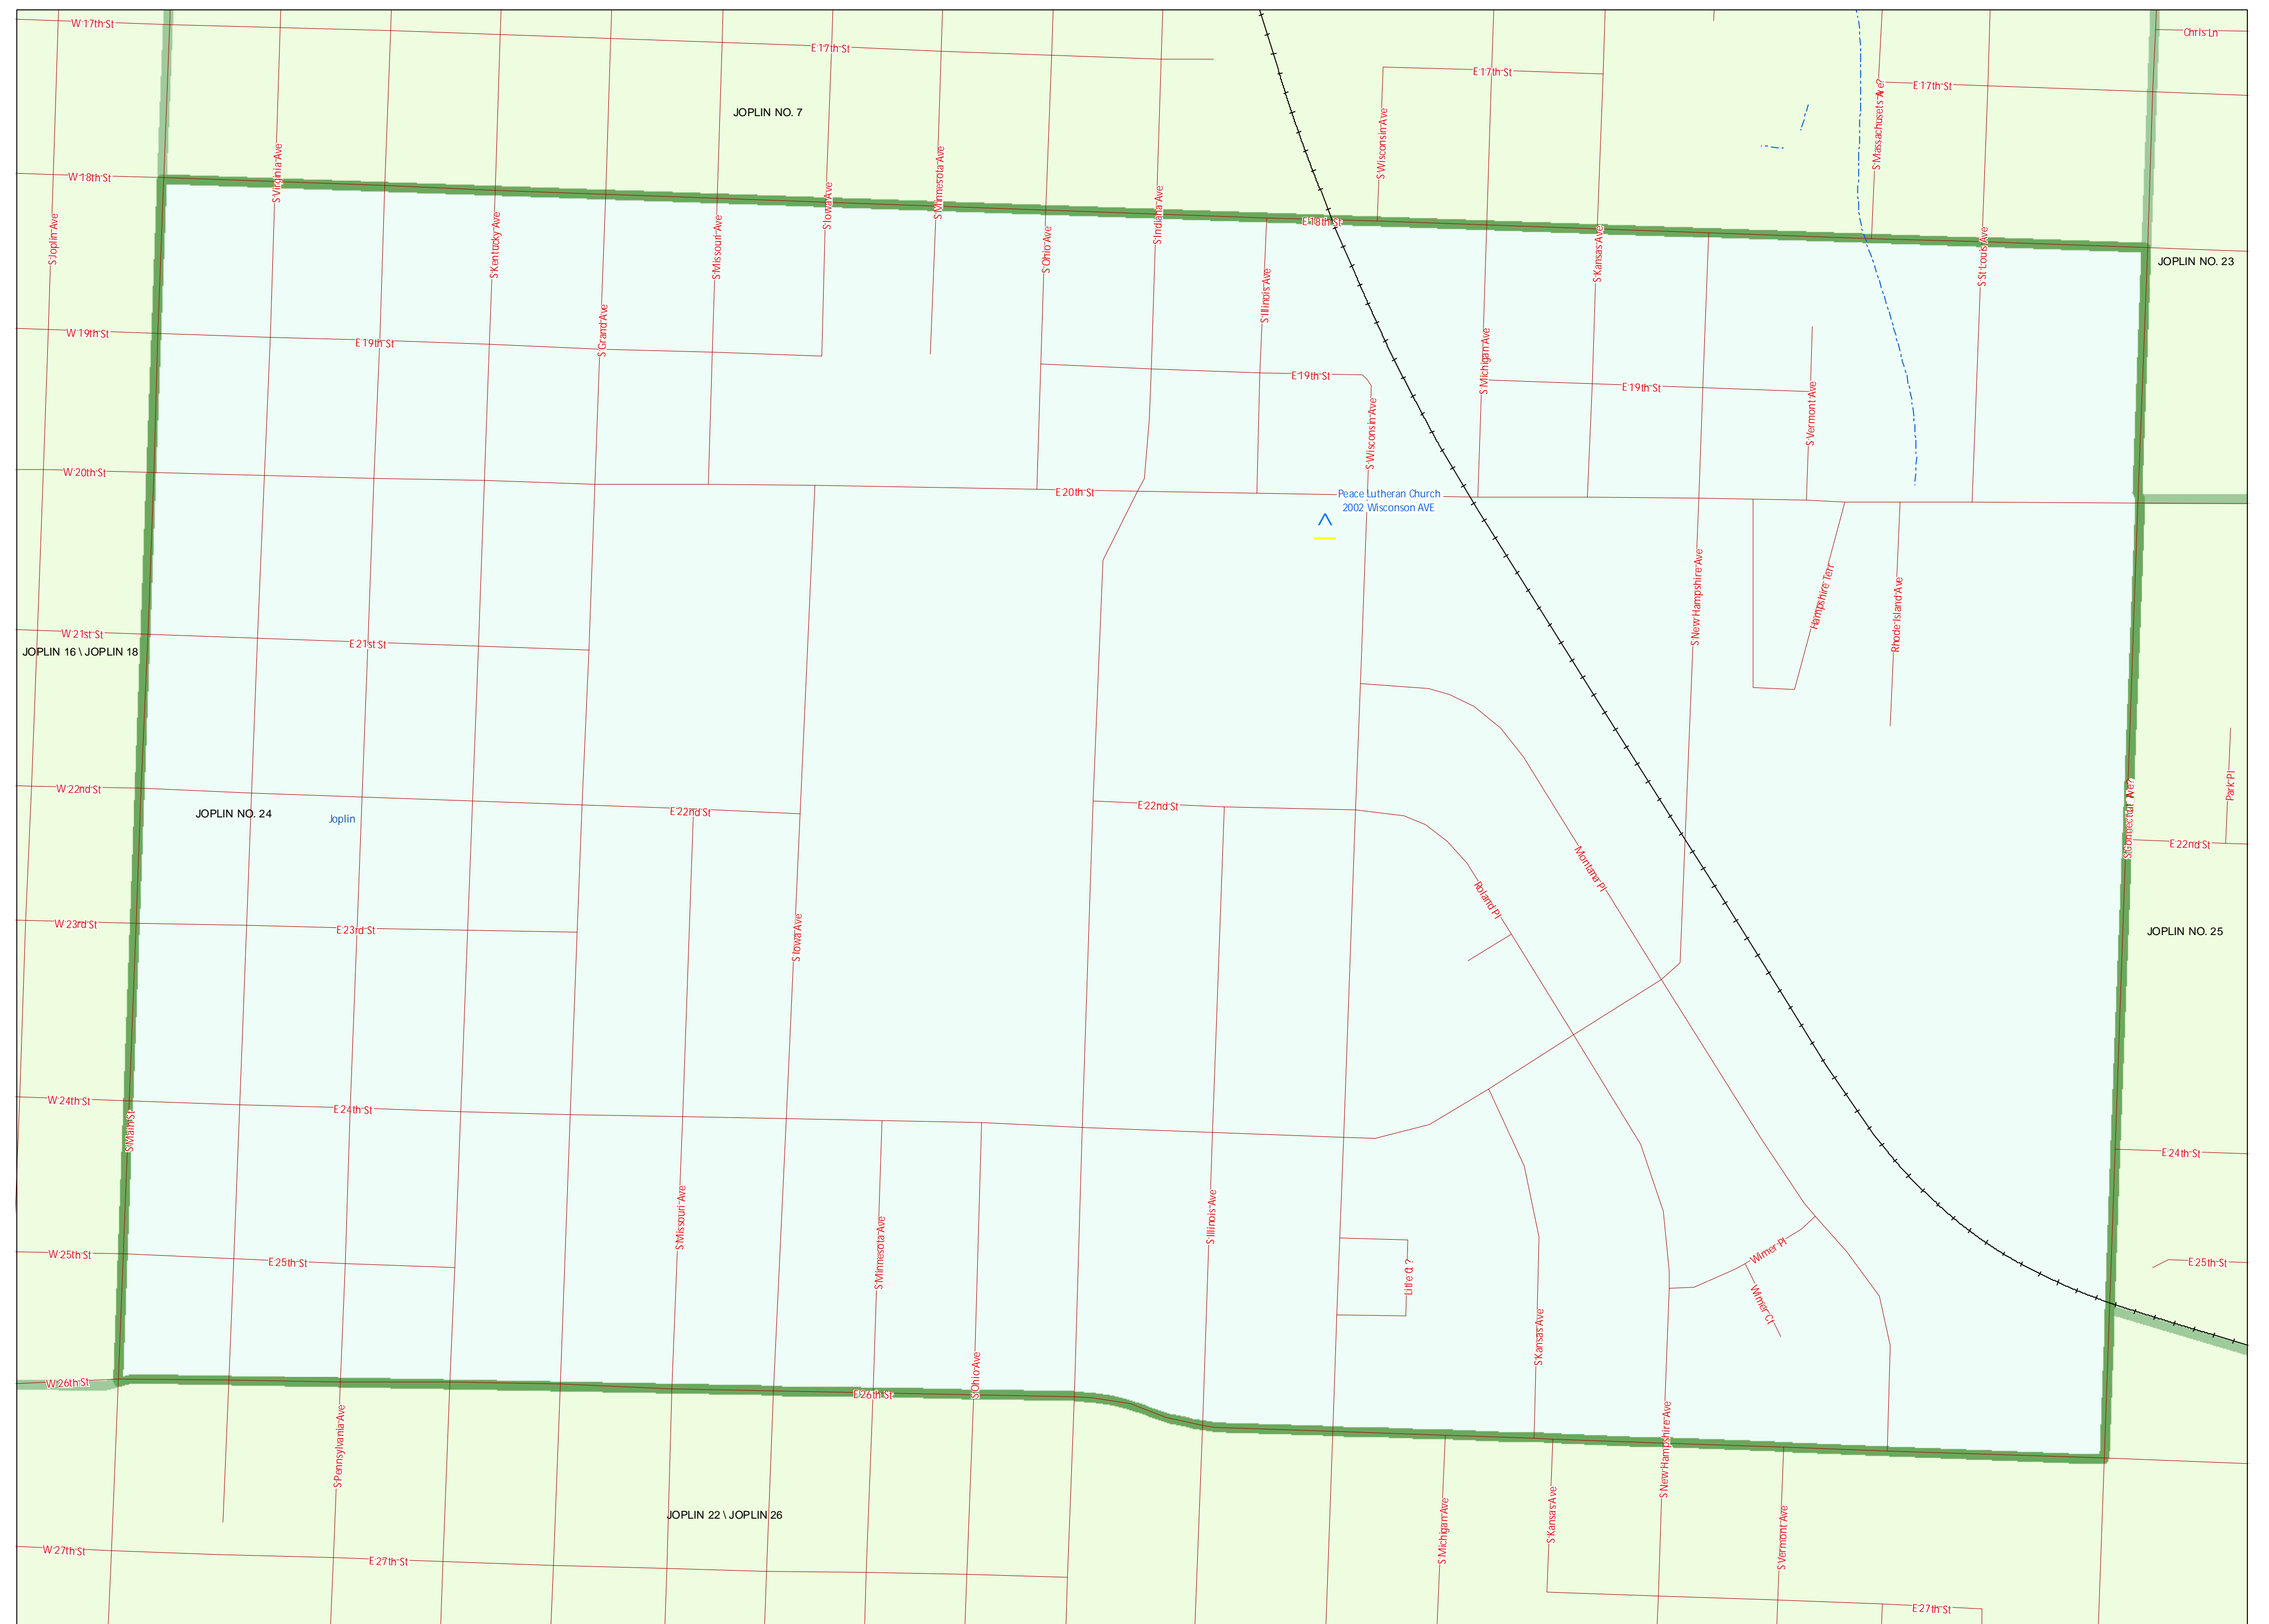 W 17th St
E 17th St
Chris Ln
E 17th St
E 17th St
JOPLIN NO. 7
S Wisconsin Ave
S Massachusets Ave?
S Virginia Ave
W 18th St
S Minnesota Ave
S Iowa Ave
S Joplin Ave
S Kentucky Ave
S Missouri Ave
S Ohio Ave
S Indiana Ave
E 18th St
S Kansas Ave
S St Louis Ave
JOPLIN NO. 23
S Illinois Ave
W 19th St
E 19th St
S Grand Ave
S Michigan Ave
E 19th St
E 19th St
S Vermont Ave
S Wisconsin Ave
W 20th St
E 20th St
Peace Lutheran Church
2002 Wisconson AVE
S New Hampshire Ave
Hampshire Terr
Rhode Island Ave
W 21st St
E 21st St
JOPLIN 16 \ JOPLIN 18
W 22nd St
JOPLIN NO. 24
Joplin
E 22nd St
E 22nd St
Park Pl
E 22nd St
Montana Pl
Roland Pl
W 23rd St
E 23rd St
S Iowa Ave
JOPLIN NO. 25
W 24th St
E 24th St
S Main St
E 24th St
S Missouri Ave
S Minnesota Ave
S Illinois Ave
W 25th St
E 25th St
Wimer Pl
Wimar Ct
E 25th St
S Kansas Ave
W 26th St
E 26th St
S Ohio Ave
S Pennsylvania Ave
S New Hampshire Ave
JOPLIN 22 \ JOPLIN 26
S Michigan Ave
S Kansas Ave
S Vermont Ave
W 27th St
E 27th St
E 27th St